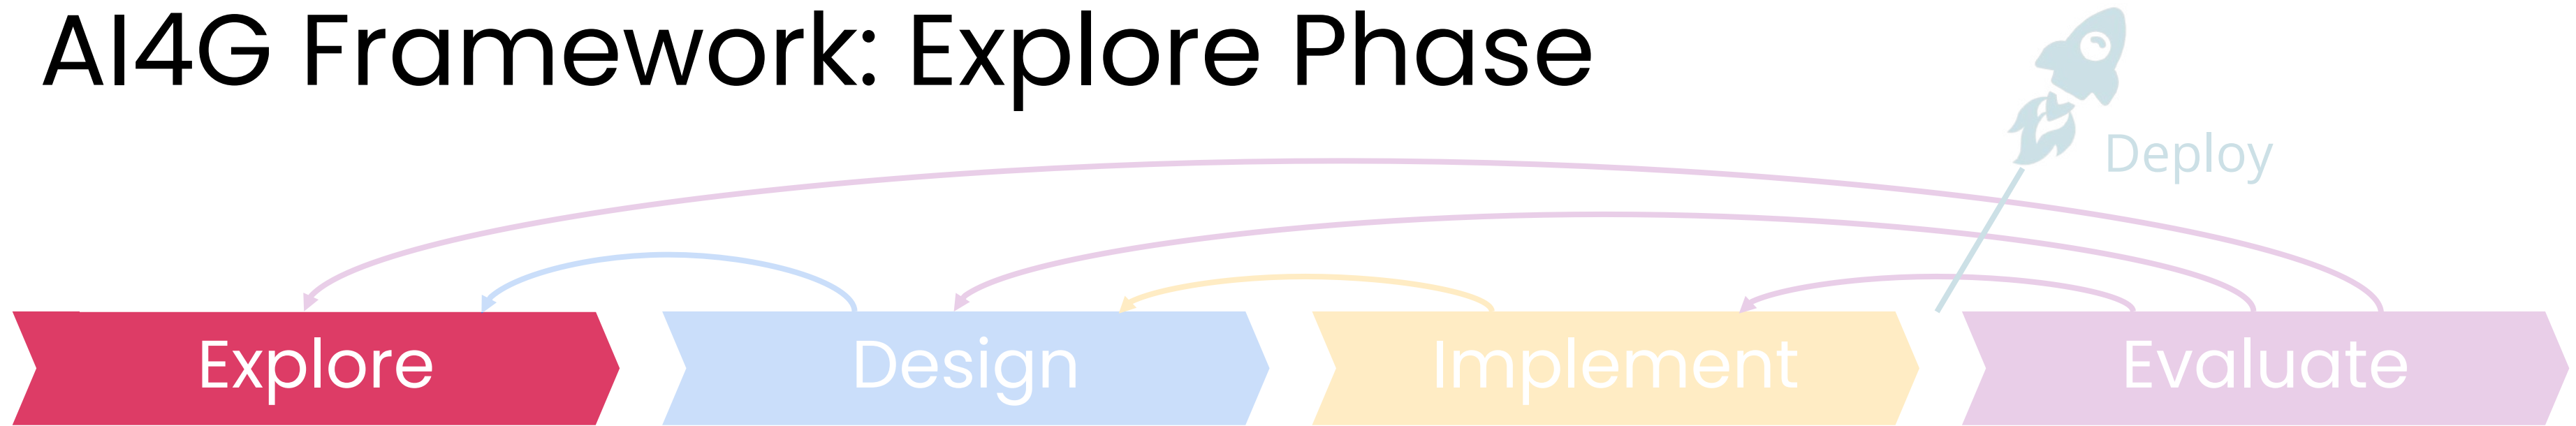 AI4G Framework: Explore Phase
Deploy
Explore
Design
Implement
Evaluate